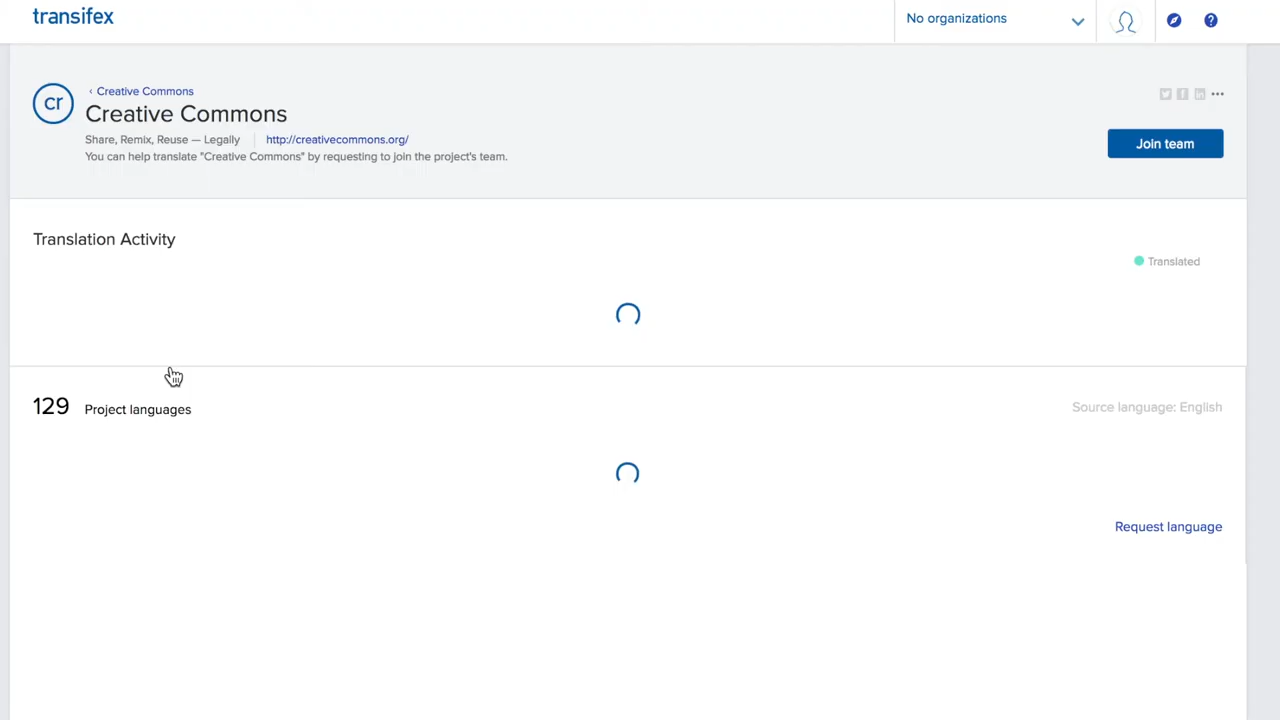 transifex
No organizations
?
cr
‹ Creative Commons
Creative Commons
Share, Remix, Reuse — Legally
http://creativecommons.org/
You can help translate "Creative Commons" by requesting to join the project's team.
Join team
Translation Activity
Translated
129 Project languages
Source language: English
Request language